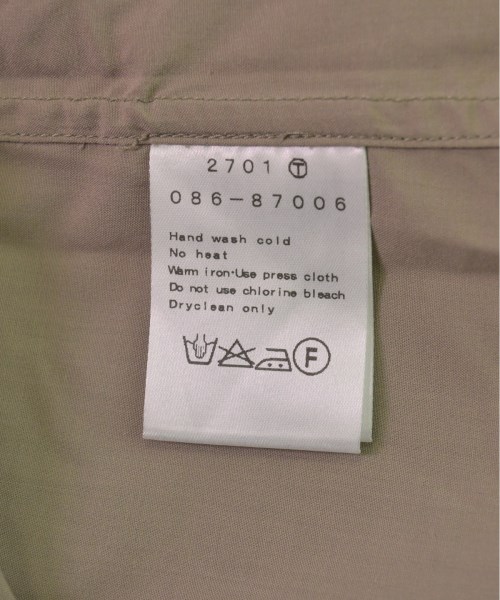 2701 Ⓣ
086-87006
Hand wash cold
No heat
Warm iron·Use press cloth
Do not use chlorine bleach
Dryclean only
F